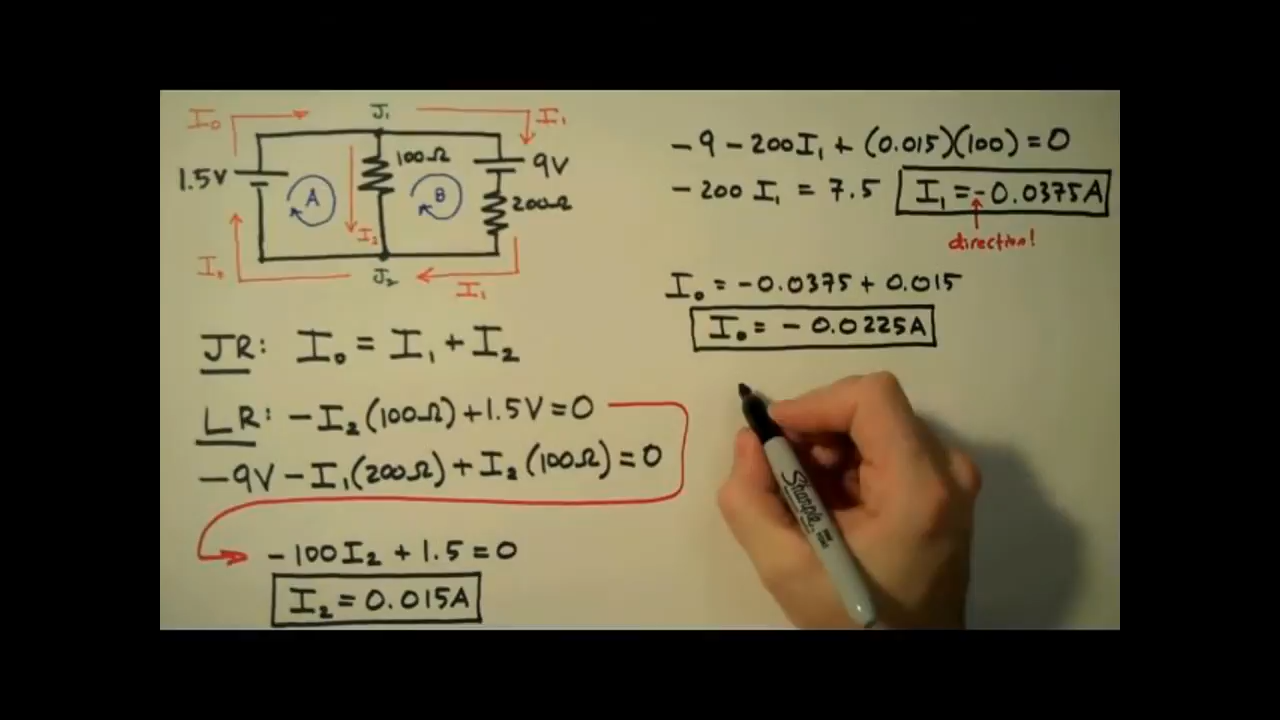 I₀
J₁
I₁
1.5V
100Ω
9V
A
B
200Ω
I₂
I₀
J₂
I₁
JR: I₀ = I₁ + I₂
LR: -I₂(100Ω) + 1.5V = 0
-9V - I₁(200Ω) + I₂(100Ω) = 0
-100I₂ + 1.5 = 0
I₂ = 0.015A
-9 - 200I₁ + (0.015)(100) = 0
-200 I₁ = 7.5
I₁ = -0.0375A
direction!
I₀ = -0.0375 + 0.015
I₀ = -0.0225A
Sharpie